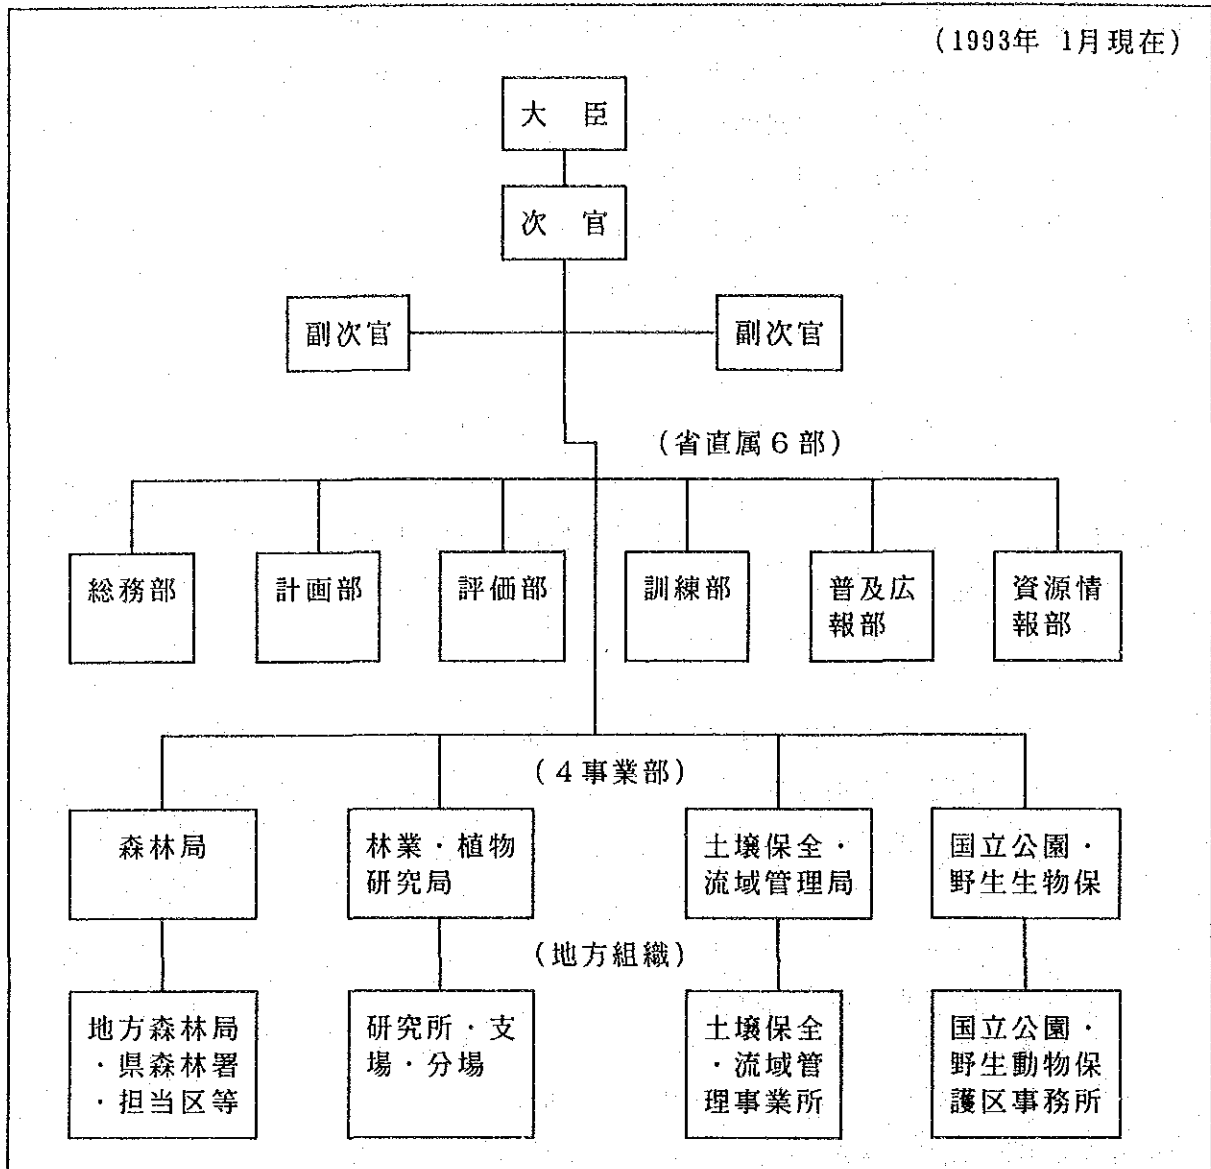 (1993年 1月現在)
大 臣
次 官
副次官
副次官
(省直属6部)
総務部
計画部
評価部
訓練部
普及広
報部
資源情
報部
(4事業部)
森林局
林業・植物
研究局
土壌保全・
流域管理局
国立公園・
野生生物保
(地方組織)
地方森林局
・県森林署
・担当区等
研究所・支
場・分場
土壌保全
・流域管
理事業所
国立公園・
野生動物保
護区事務所